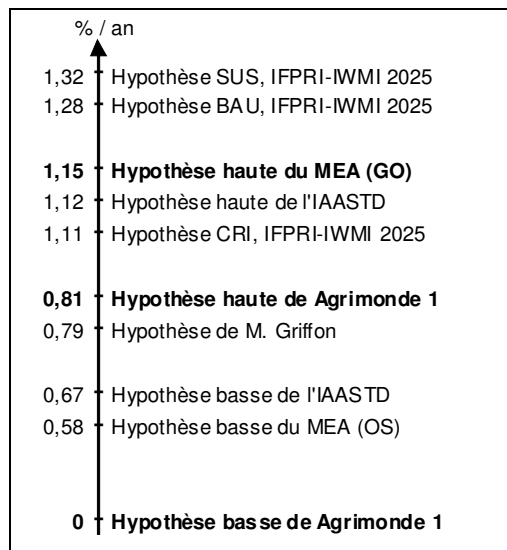 % / an
1,32 Hypothèse SUS, IFPRI-IWMI 2025
1,28 Hypothèse BAU, IFPRI-IWMI 2025
1,15 Hypothèse haute du MEA (GO)
1,12 Hypothèse haute de l'IAASTD
1,11 Hypothèse CRI, IFPRI-IWMI 2025
0,81 Hypothèse haute de Agrimonde 1
0,79 Hypothèse de M. Griffon
0,67 Hypothèse basse de l'IAASTD
0,58 Hypothèse basse du MEA (OS)
0 Hypothèse basse de Agrimonde 1